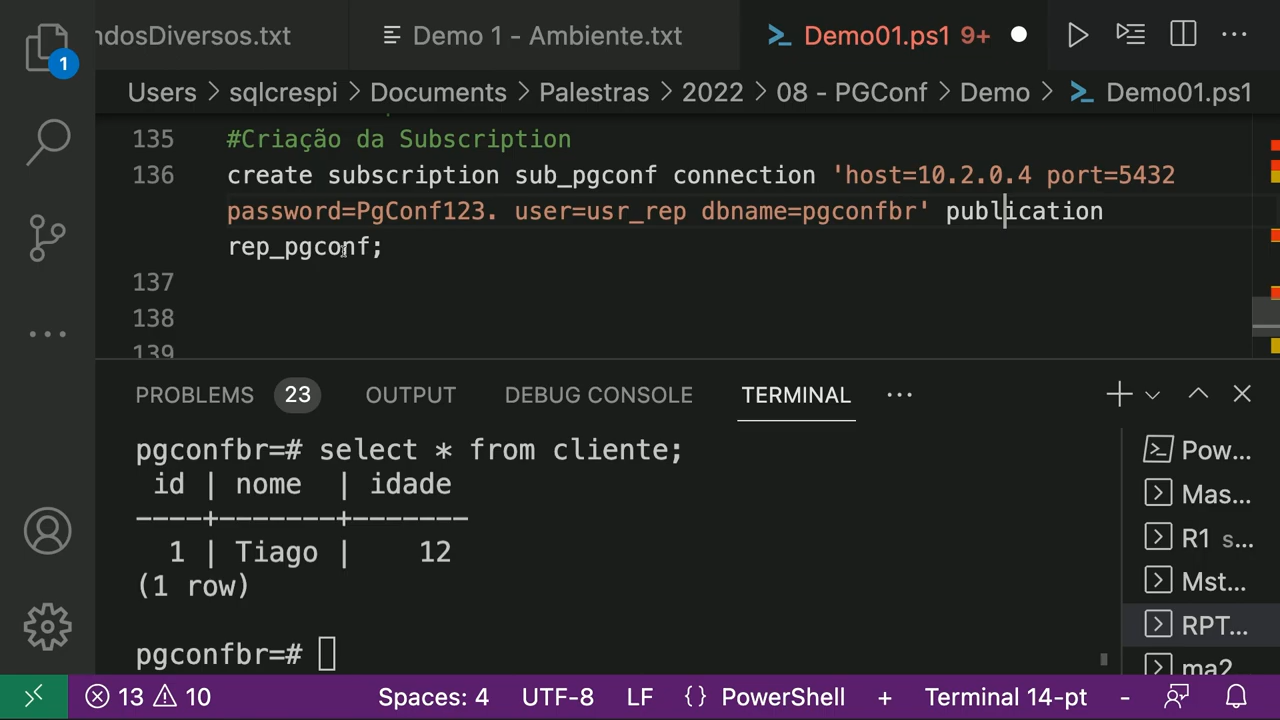 ndosDiversos.txt Demo 1 - Ambiente.txt Demo01.ps1 9+
1
Users > sqlcrespi > Documents > Palestras > 2022 > 08 - PGConf > Demo > Demo01.ps1
135 #Criação da Subscription
136 create subscription sub_pgconf connection 'host=10.2.0.4 port=5432
password=PgConf123. user=usr_rep dbname=pgconfbr' publication
rep_pgconf;
137
138
139
PROBLEMS 23 OUTPUT DEBUG CONSOLE TERMINAL
pgconfbr=# select * from cliente;
id | nome | idade
----+-------+-------
1 | Tiago | 12
(1 row)
pgconfbr=#
Pow...
Mas...
R1 s...
Mst...
RPT...
ma2
13 10 Spaces: 4 UTF-8 LF {} PowerShell + Terminal 14-pt -